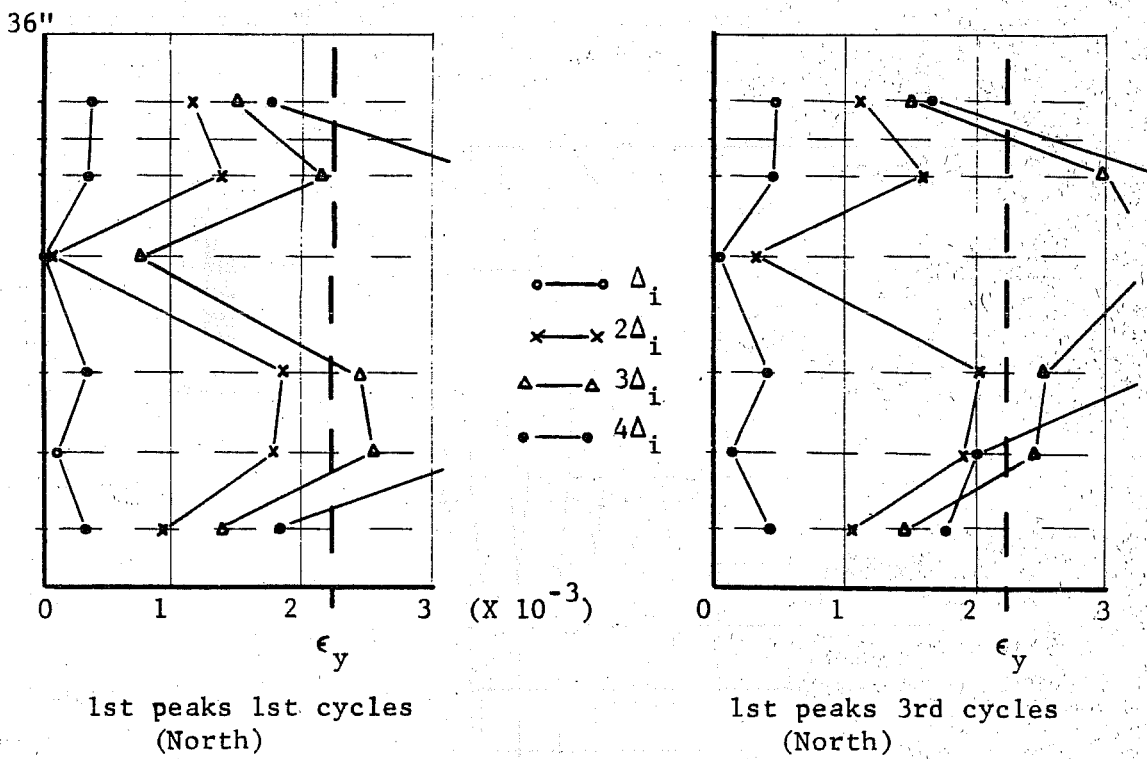 36"
Δi
2Δi
3Δi
4Δi
0 1 2 3 (X 10^-3) 0 1 2 3
ϵy ϵy
1st peaks 1st cycles
(North)
1st peaks 3rd cycles
(North)